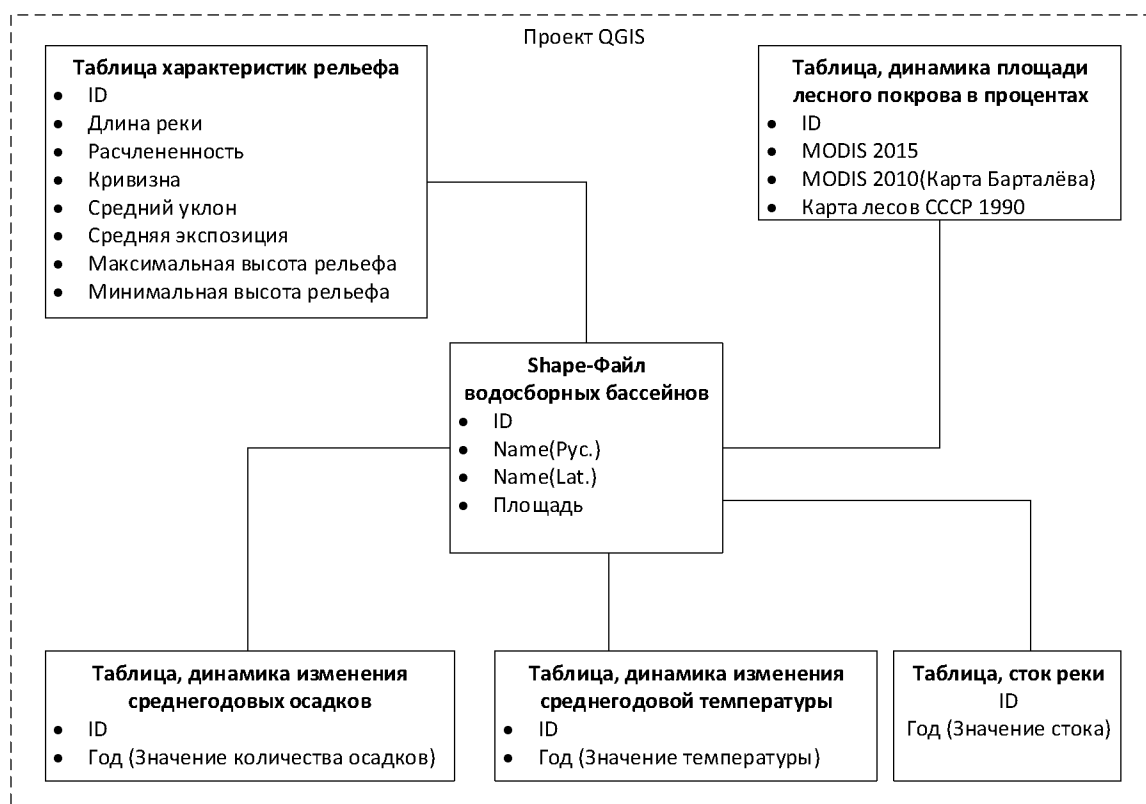 Проект QGIS
Таблица характеристик рельефа
• ID
• Длина реки
• Расчлененность
• Кривизна
• Средний уклон
• Средняя экспозиция
• Максимальная высота рельефа
• Минимальная высота рельефа
Таблица, динамика площади
лесного покрова в процентах
• ID
• MODIS 2015
• MODIS 2010(Карта Барталёва)
• Карта лесов СССР 1990
Shape-Файл
водосборных бассейнов
• ID
• Name(Рус.)
• Name(Lat.)
• Площадь
Таблица, динамика изменения
среднегодовых осадков
• ID
• Год (Значение количества осадков)
Таблица, динамика изменения
среднегодовой температуры
• ID
• Год (Значение температуры)
Таблица, сток реки
ID
Год (Значение стока)